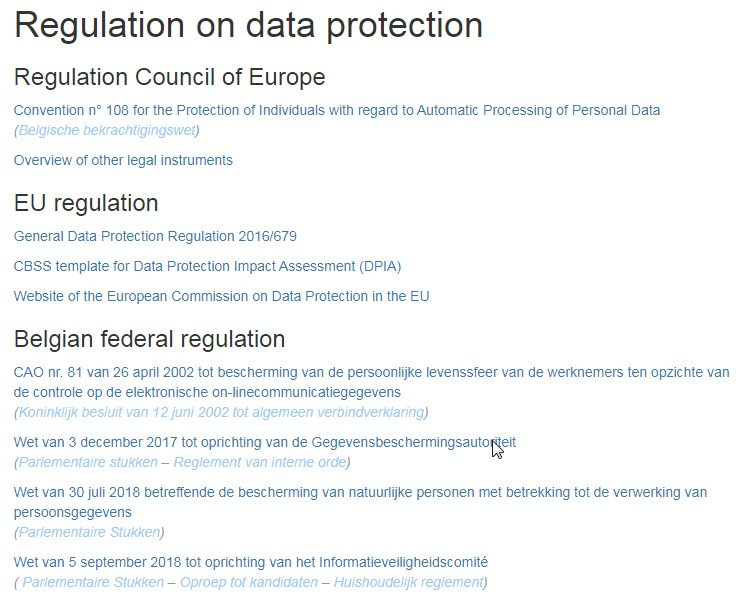 Regulation on data protection
Regulation Council of Europe
Convention n° 108 for the Protection of Individuals with regard to Automatic Processing of Personal Data
(Belgische bekrachtigingswet)
Overview of other legal instruments
EU regulation
General Data Protection Regulation 2016/679
CBSS template for Data Protection Impact Assessment (DPIA)
Website of the European Commission on Data Protection in the EU
Belgian federal regulation
CAO nr. 81 van 26 april 2002 tot bescherming van de persoonlijke levenssfeer van de werknemers ten opzichte van
de controle op de elektronische on-linecommunicatiegegevens
(Koninklijk besluit van 12 juni 2002 tot algemeen verbindverklaring)
Wet van 3 december 2017 tot oprichting van de Gegevensbeschermingsautoriteit
(Parlementaire stukken – Reglement van interne orde)
Wet van 30 juli 2018 betreffende de bescherming van natuurlijke personen met betrekking tot de verwerking van
persoonsgegevens
(Parlementaire Stukken)
Wet van 5 september 2018 tot oprichting van het Informatieveiligheidscomité
( Parlementaire Stukken – Oproep tot kandidaten – Huishoudelijk reglement)